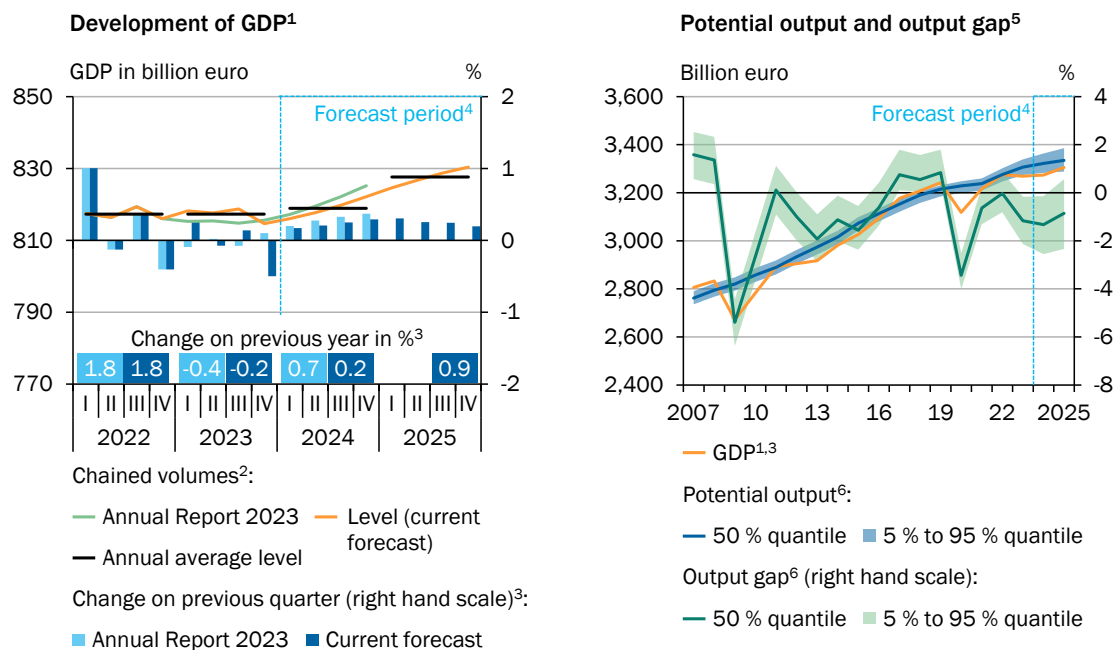 Development of GDP¹
GDP in billion euro %
850 2
Forecast period⁴
830 1
810 0
790 -1
Change on previous year in %³
1.8 1.8 -0.4 -0.2 0.7 0.2 0.9
770 -2
I II III IV I II III IV I II III IV I II III IV
2022 2023 2024 2025
Chained volumes²:
Annual Report 2023 Level (current
forecast)
Annual average level
Change on previous quarter (right hand scale)³:
Annual Report 2023 Current forecast
Potential output and output gap⁵
Billion euro %
3,600 4
Forecast period⁴
3,400 2
3,200 0
3,000 -2
2,800 -4
2,600 -6
2,400 -8
2007 10 13 16 19 22 2025
GDP¹,³
Potential output⁶:
50 % quantile 5 % to 95 % quantile
Output gap⁶ (right hand scale):
50 % quantile 5 % to 95 % quantile